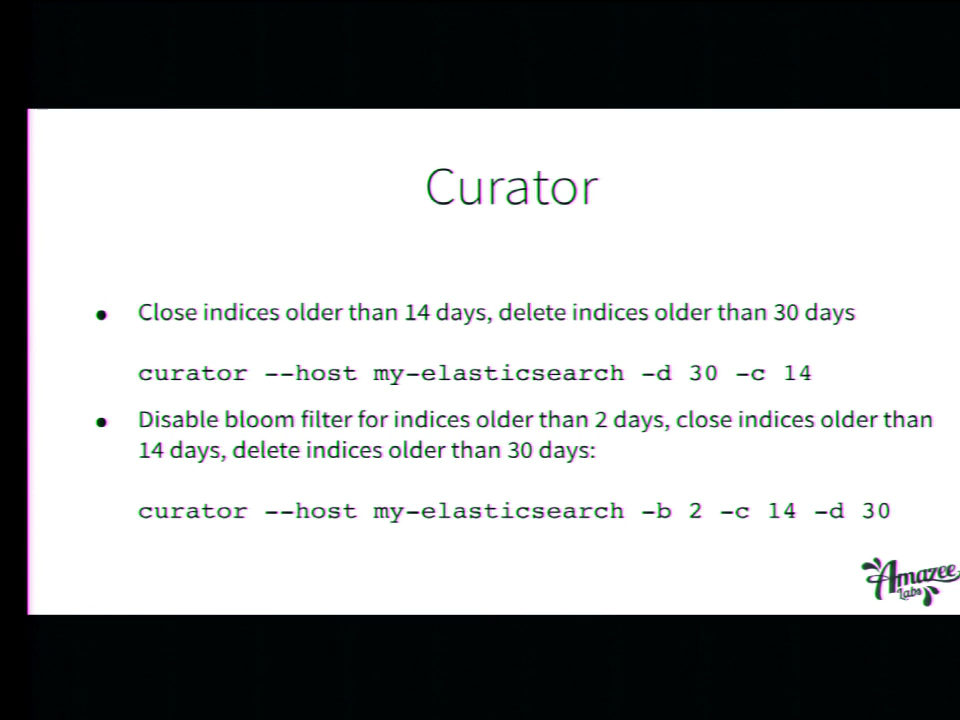 Curator
• Close indices older than 14 days, delete indices older than 30 days
curator --host my-elasticsearch -d 30 -c 14
• Disable bloom filter for indices older than 2 days, close indices older than
14 days, delete indices older than 30 days:
curator --host my-elasticsearch -b 2 -c 14 -d 30
Amazee
Labs